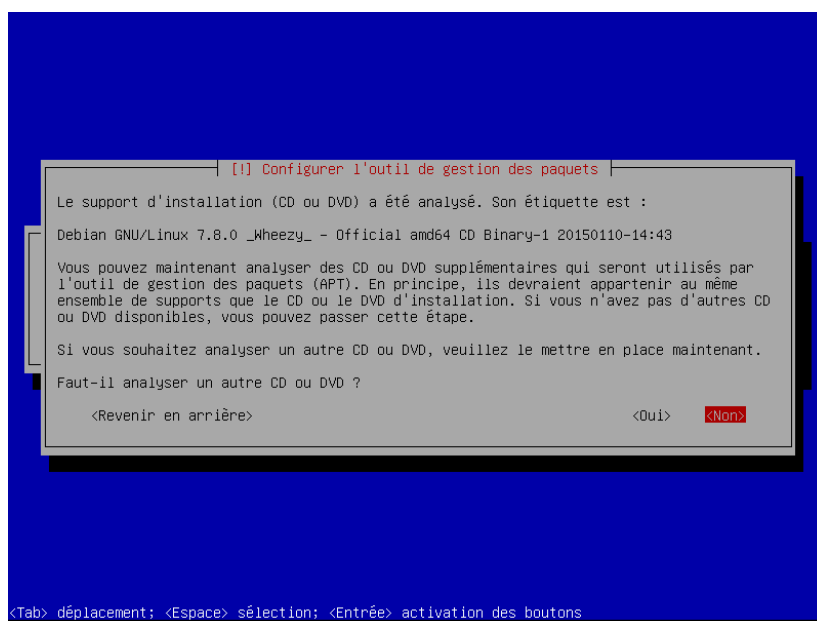 [!] Configurer l'outil de gestion des paquets
Le support d'installation (CD ou DVD) a été analysé. Son étiquette est :
Debian GNU/Linux 7.8.0 _Wheezy_ - Official amd64 CD Binary-1 20150110-14:43
Vous pouvez maintenant analyser des CD ou DVD supplémentaires qui seront utilisés par
l'outil de gestion des paquets (APT). En principe, ils devraient appartenir au même
ensemble de supports que le CD ou le DVD d'installation. Si vous n'avez pas d'autres CD
ou DVD disponibles, vous pouvez passer cette étape.
Si vous souhaitez analyser un autre CD ou DVD, veuillez le mettre en place maintenant.
Faut-il analyser un autre CD ou DVD ?
<Revenir en arrière> <Oui> <Non>
<Tab> déplacement; <Espace> sélection; <Entrée> activation des boutons